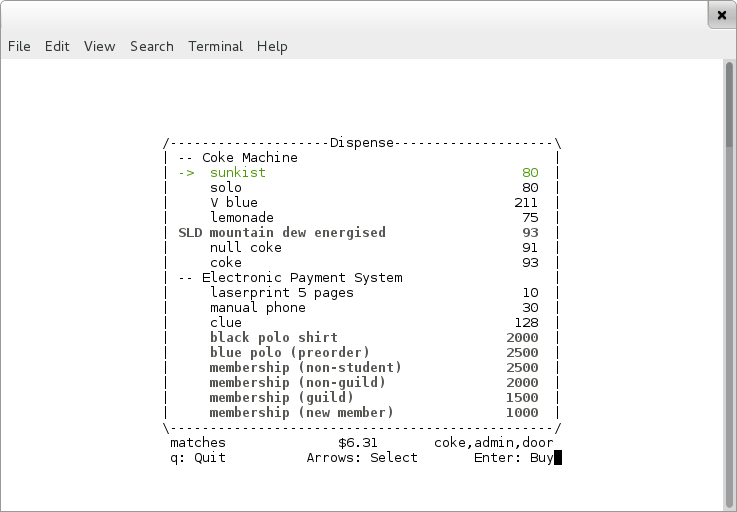 File Edit View Search Terminal Help
/--------------------Dispense--------------------\
| -- Coke Machine                                |
| ->  sunkist                                80  |
|     solo                                   80  |
|     V blue                                211  |
|     lemonade                               75  |
| SLD mountain dew energised                 93  |
|     null coke                              91  |
|     coke                                   93  |
| -- Electronic Payment System                   |
|     laserprint 5 pages                     10  |
|     manual phone                           30  |
|     clue                                  128  |
|     black polo shirt                     2000  |
|     blue polo (preorder)                 2500  |
|     membership (non-student)             2500  |
|     membership (non-guild)               2000  |
|     membership (guild)                   1500  |
|     membership (new member)              1000  |
\------------------------------------------------/
 matches              $6.31       coke,admin,door
 q: Quit          Arrows: Select       Enter: Buy